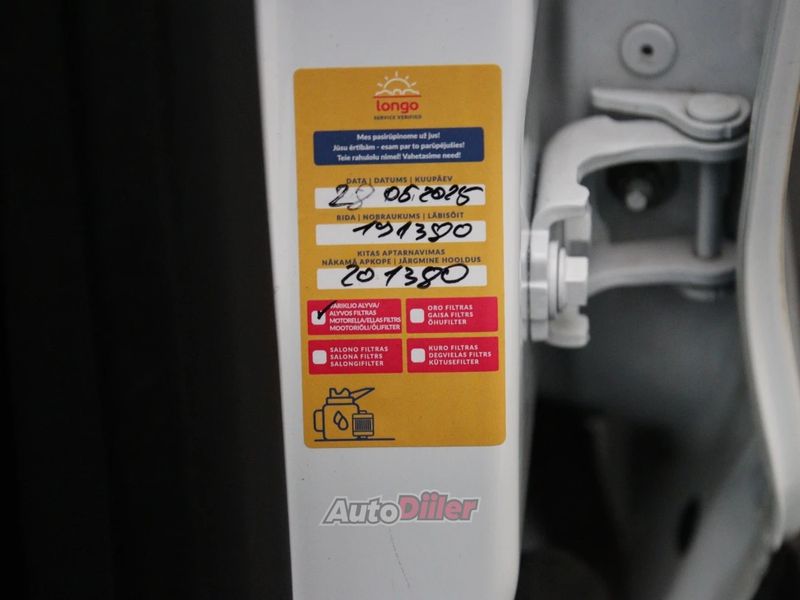 longo
SERVICE VERIFIED
Mes pasirūpinome už jus!
Jūsu ērtībām - esam par to parūpējušies!
Teie rahulolu nimel! Vahetasime need!
DATA | DATUMS | KUUPÄEV
28 06.2025
RIDA | NOBRAUKUMS | LÄBISÕIT
191380
KITAS APTARNAVIMAS
NĀKAMĀ APKOPE | JÄRGMINE HOOLDUS
201380
VARIKLIO ALYVA/
ALYVOS FILTRAS
MOTORELLA/ELLAS FILTRS
MOOTORIÕLI/ÕLIFILTER
ORO FILTRAS
GAISA FILTRS
ÕHUFILTER
SALONO FILTRAS
SALONA FILTRS
SALONGIFILTER
KURO FILTRAS
DEGVIELAS FILTRS
KÜTUSEFILTER
AutoDiiler